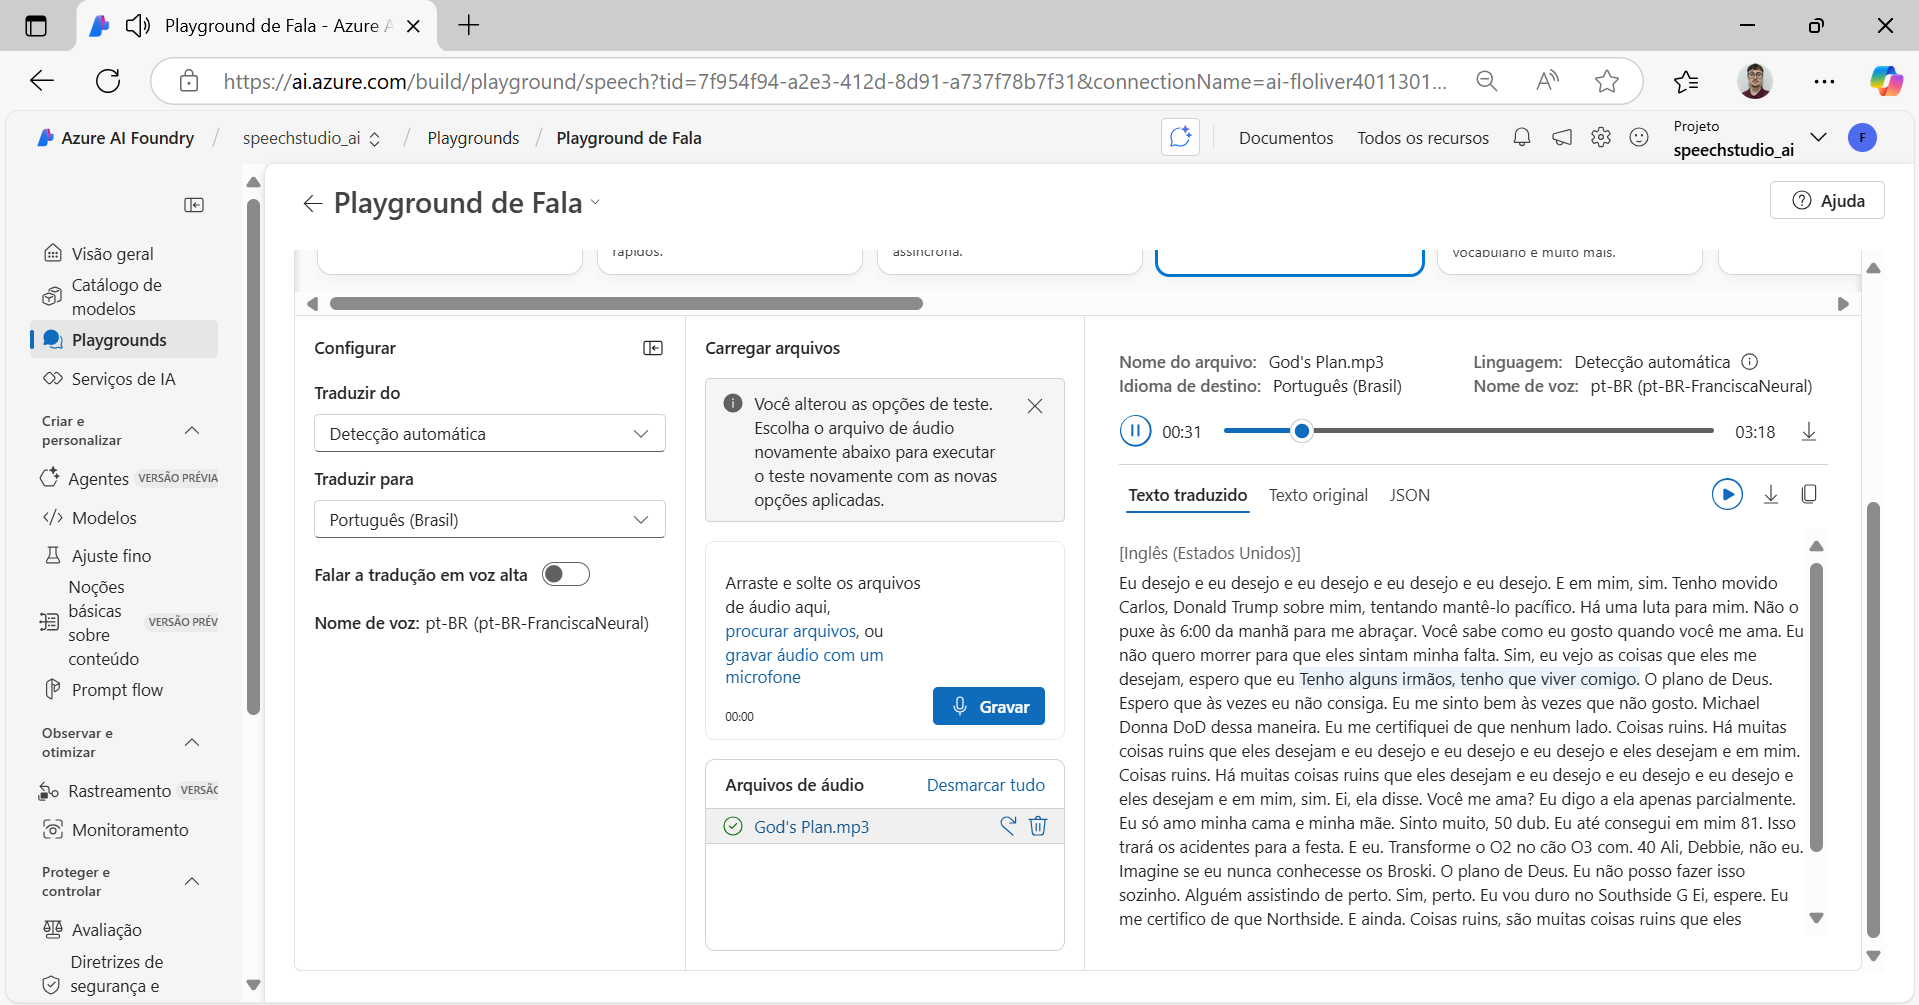 Playground de Fala - Azure A
https://ai.azure.com/build/playground/speech?tid=7f954f94-a2e3-412d-8d91-a737f78b7f31&connectionName=ai-floliver4011301...
Azure AI Foundry / speechstudio_ai / Playgrounds / Playground de Fala
Documentos
Todos os recursos
Projeto
speechstudio_ai
F
Visão geral
Catálogo de
modelos
Playgrounds
Serviços de IA
Criar e
personalizar
Agentes VERSÃO PRÉVIA
Modelos
Ajuste fino
Noções
básicas
sobre
conteúdo
VERSÃO PRÉV
Prompt flow
Observar e
otimizar
Rastreamento VERSÃO
Monitoramento
Proteger e
controlar
Avaliação
Diretrizes de
segurança e
Playground de Fala
Ajuda
rápidos.
assíncrona.
vocabulário e muito mais.
Configurar
Traduzir do
Detecção automática
Traduzir para
Português (Brasil)
Falar a tradução em voz alta
Nome de voz: pt-BR (pt-BR-FranciscaNeural)
Carregar arquivos
Você alterou as opções de teste.
Escolha o arquivo de áudio
novamente abaixo para executar
o teste novamente com as novas
opções aplicadas.
Arraste e solte os arquivos
de áudio aqui,
procurar arquivos, ou
gravar áudio com um
microfone
00:00
Gravar
Arquivos de áudio
Desmarcar tudo
God's Plan.mp3
Nome do arquivo: God's Plan.mp3
Linguagem: Detecção automática
Idioma de destino: Português (Brasil)
Nome de voz: pt-BR (pt-BR-FranciscaNeural)
00:31
03:18
Texto traduzido
Texto original
JSON
[Inglês (Estados Unidos)]
Eu desejo e eu desejo e eu desejo e eu desejo e eu desejo. E em mim, sim. Tenho movido
Carlos, Donald Trump sobre mim, tentando mantê-lo pacífico. Há uma luta para mim. Não o
puxe às 6:00 da manhã para me abraçar. Você sabe como eu gosto quando você me ama. Eu
não quero morrer para que eles sintam minha falta. Sim, eu vejo as coisas que eles me
desejam, espero que eu Tenho alguns irmãos, tenho que viver comigo. O plano de Deus.
Espero que às vezes eu não consiga. Eu me sinto bem às vezes que não gosto. Michael
Donna DoD dessa maneira. Eu me certifiquei de que nenhum lado. Coisas ruins. Há muitas
coisas ruins que eles desejam e eu desejo e eu desejo e eu desejo e eles desejam e em mim.
Coisas ruins. Há muitas coisas ruins que eles desejam e eu desejo e eu desejo e eu desejo e
eles desejam e em mim, sim. Ei, ela disse. Você me ama? Eu digo a ela apenas parcialmente.
Eu só amo minha cama e minha mãe. Sinto muito, 50 dub. Eu até consegui em mim 81. Isso
trará os acidentes para a festa. E eu. Transforme o O2 no cão O3 com. 40 Ali, Debbie, não eu.
Imagine se eu nunca conhecesse os Broski. O plano de Deus. Eu não posso fazer isso
sozinho. Alguém assistindo de perto. Sim, perto. Eu vou duro no Southside G Ei, espere. Eu
me certifico de que Northside. E ainda. Coisas ruins, são muitas coisas ruins que eles